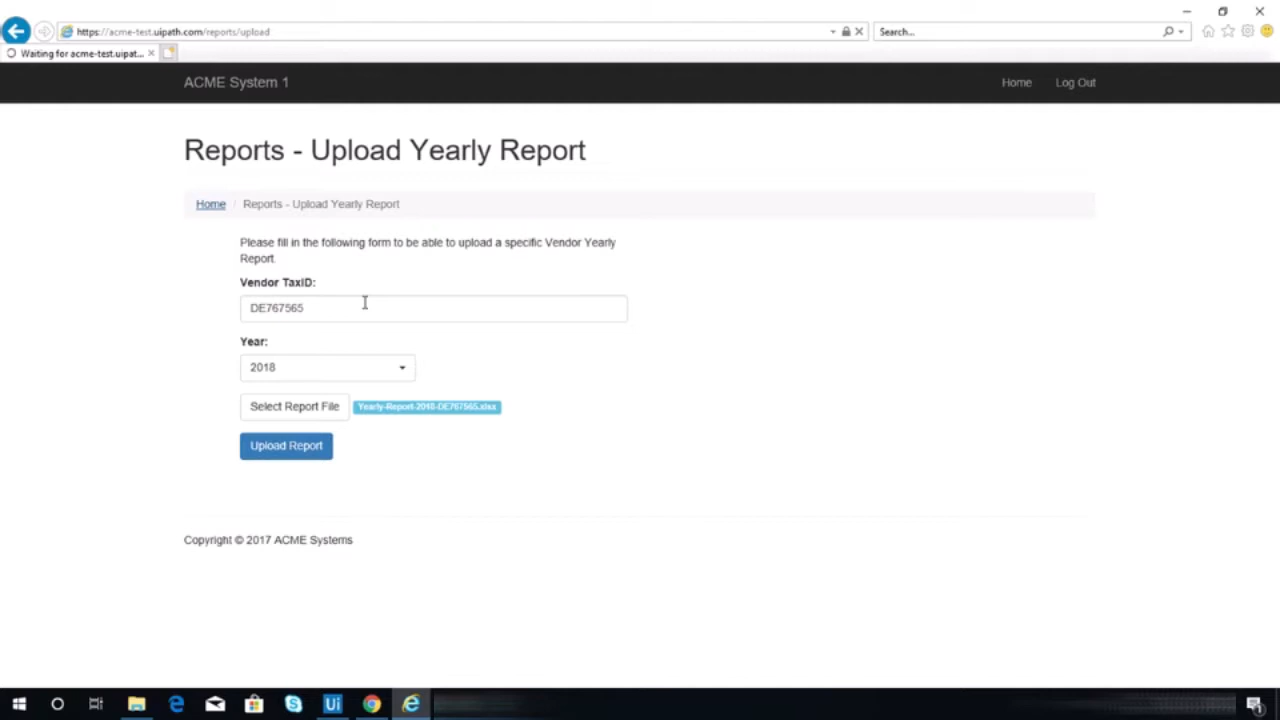 https://acme-test.uipath.com/reports/upload
Search...
Waiting for acme-test.uipat...
ACME System 1
Home
Log Out
Reports - Upload Yearly Report
Home / Reports - Upload Yearly Report
Please fill in the following form to be able to upload a specific Vendor Yearly
Report.
Vendor TaxID:
DE767565
Year:
2018
Select Report File
Yearly-Report-2018-DE767565.xlsx
Upload Report
Copyright © 2017 ACME Systems
Ui
1